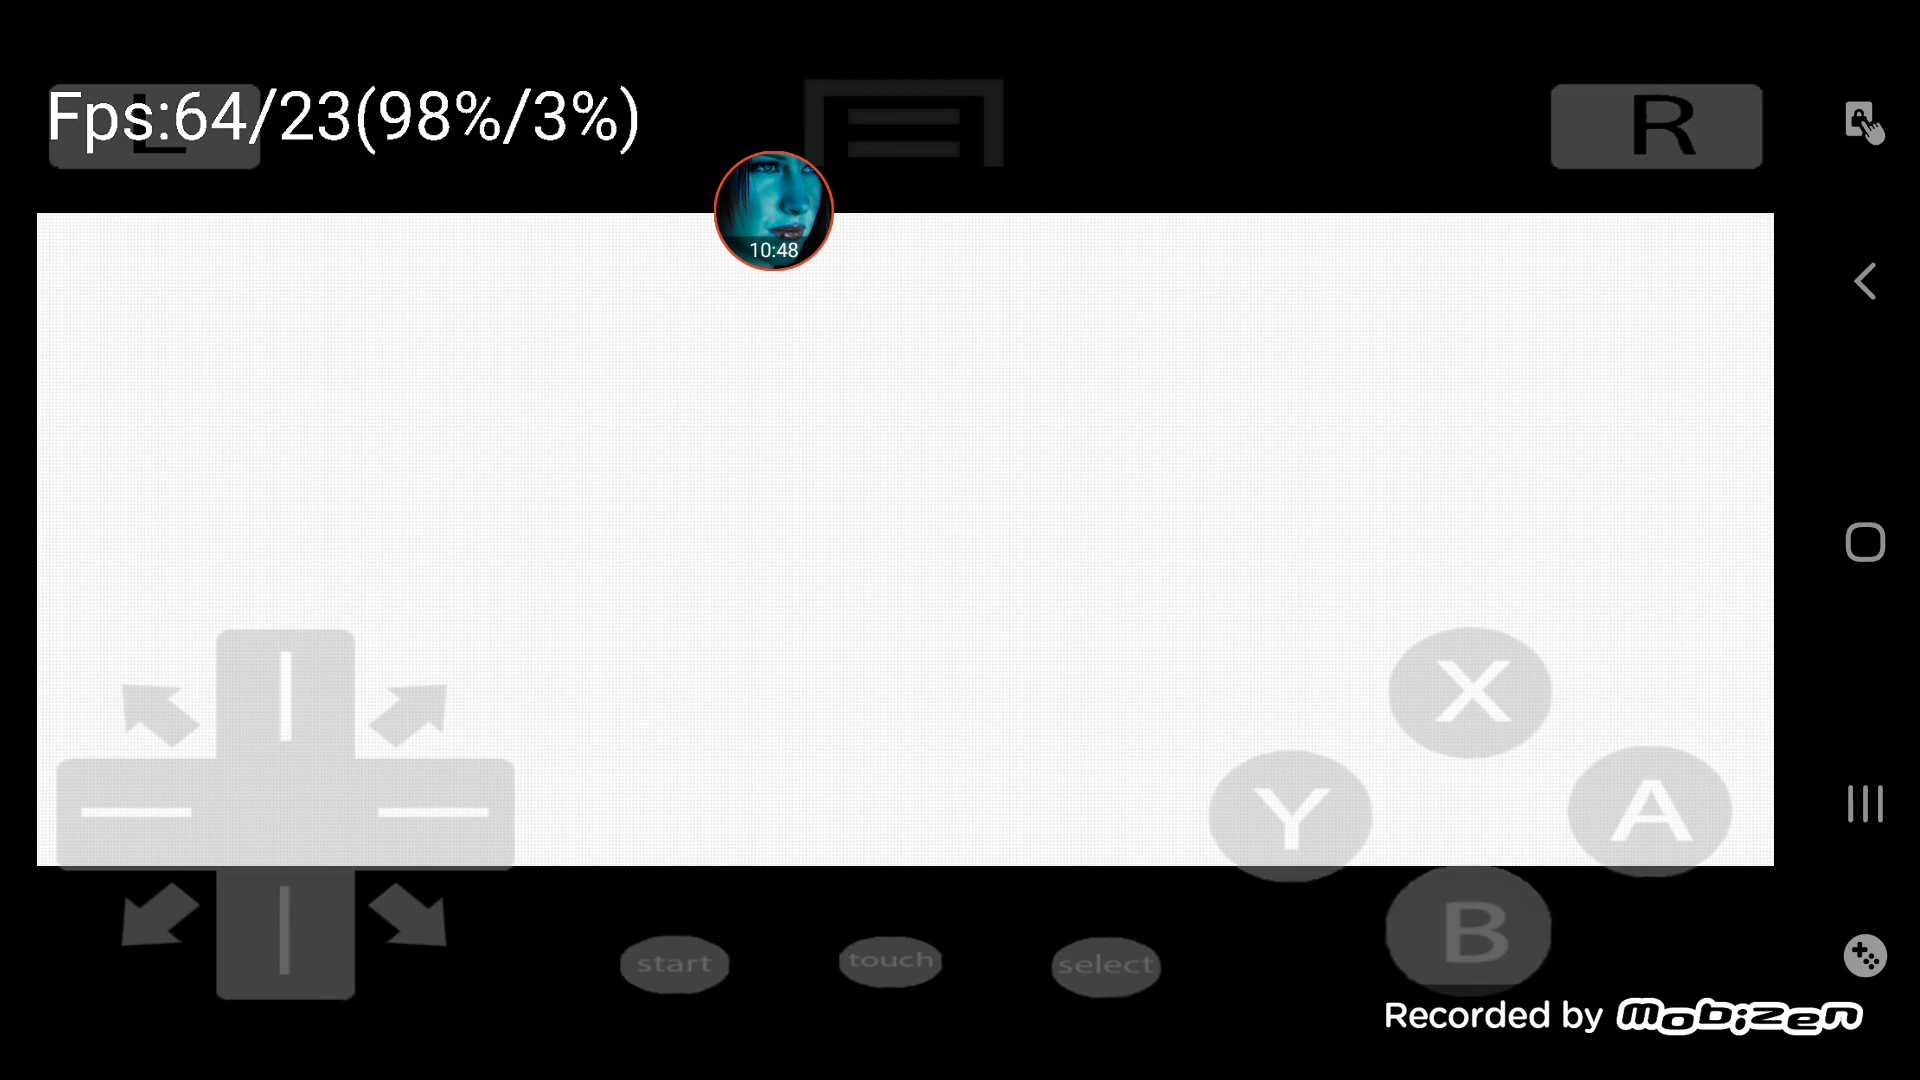 Fps:64/23(98%/3%)
L
R
10:48
X
Y
A
B
start
touch
select
Recorded by mobizen